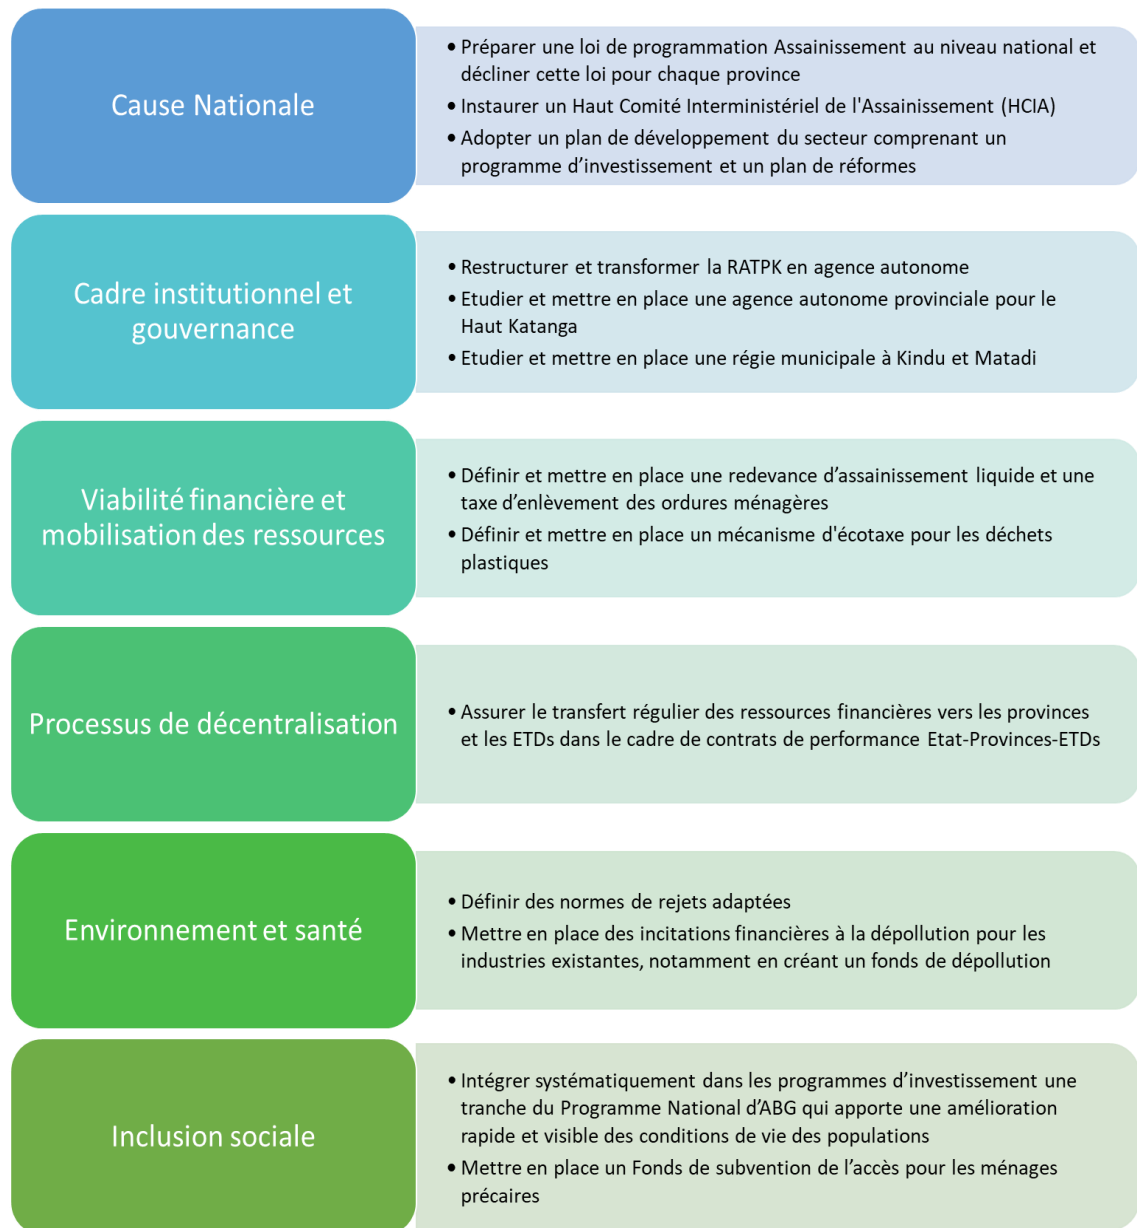 Cause Nationale
• Préparer une loi de programmation Assainissement au niveau national et
décliner cette loi pour chaque province
• Instaurer un Haut Comité Interministériel de l'Assainissement (HCIA)
• Adopter un plan de développement du secteur comprenant un
programme d’investissement et un plan de réformes
Cadre institutionnel et
gouvernance
• Restructurer et transformer la RATPK en agence autonome
• Etudier et mettre en place une agence autonome provinciale pour le
Haut Katanga
• Etudier et mettre en place une régie municipale à Kindu et Matadi
Viabilité financière et
mobilisation des ressources
• Définir et mettre en place une redevance d’assainissement liquide et une
taxe d’enlèvement des ordures ménagères
• Définir et mettre en place un mécanisme d'écotaxe pour les déchets
plastiques
Processus de décentralisation
• Assurer le transfert régulier des ressources financières vers les provinces
et les ETDs dans le cadre de contrats de performance Etat-Provinces-ETDs
Environnement et santé
• Définir des normes de rejets adaptées
• Mettre en place des incitations financières à la dépollution pour les
industries existantes, notamment en créant un fonds de dépollution
Inclusion sociale
• Intégrer systématiquement dans les programmes d’investissement une
tranche du Programme National d’ABG qui apporte une amélioration
rapide et visible des conditions de vie des populations
• Mettre en place un Fonds de subvention de l’accès pour les ménages
précaires